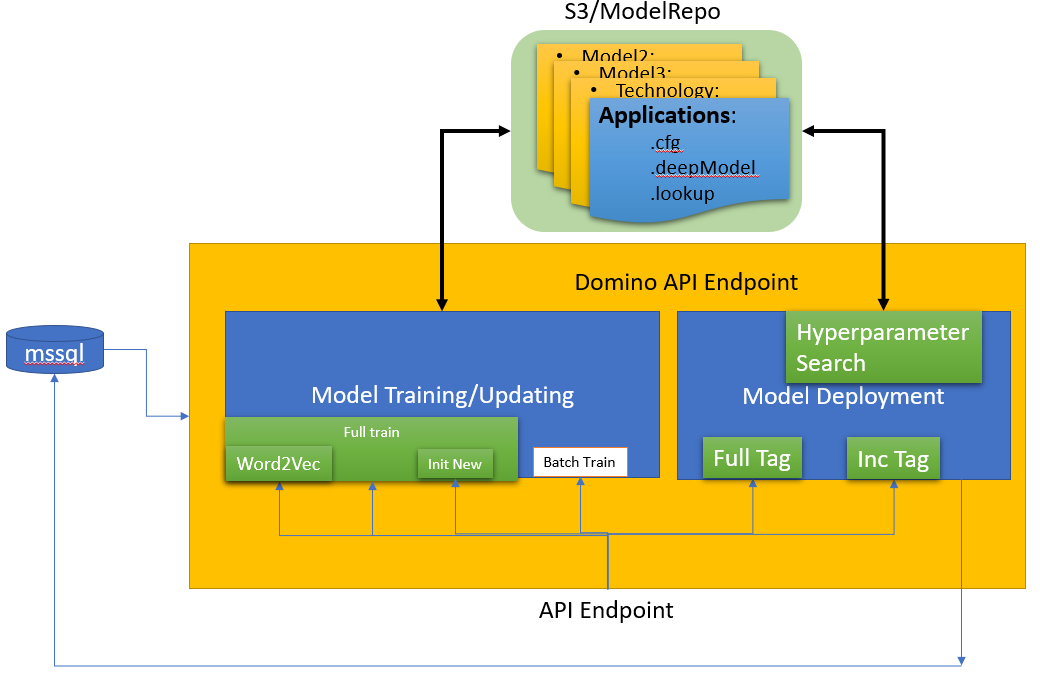 S3/ModelRepo
• Model2:
• Model3:
• Technology:
Applications:
.cfg
.deepModel
.lookup
Domino API Endpoint
mssql
Hyperparameter
Search
Model Training/Updating
Model Deployment
Full train
Word2Vec
Init New
Batch Train
Full Tag
Inc Tag
API Endpoint